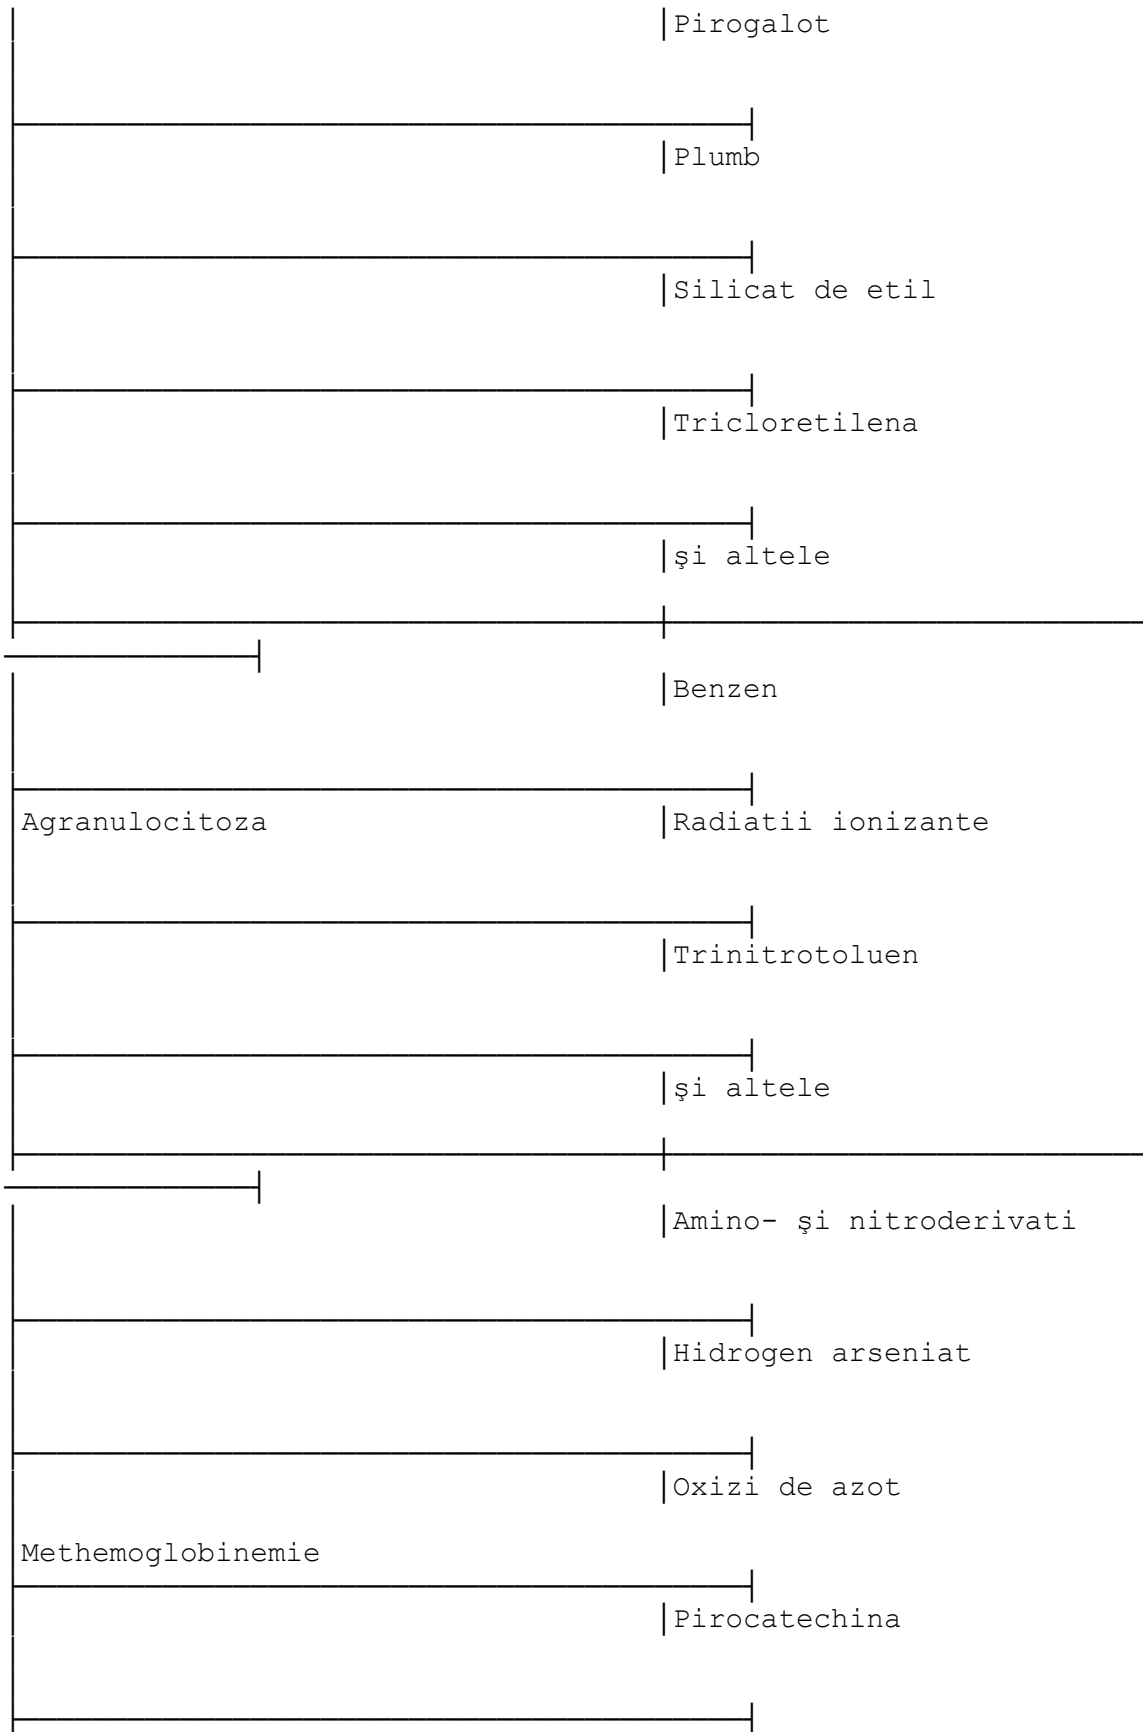 Pirogalot
Plumb
Silicat de etil
Tricloretilena
şi altele
Benzen
Agranulocitoza Radiatii ionizante
Trinitrotoluen
şi altele
Amino- şi nitroderivati
Hidrogen arseniat
Oxizi de azot
Methemoglobinemie
Pirocatechina